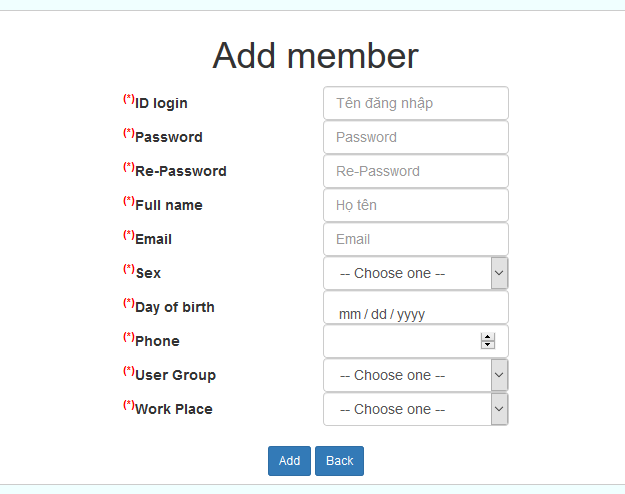 Add member
(*)ID login Tên đăng nhập
(*)Password Password
(*)Re-Password Re-Password
(*)Full name Họ tên
(*)Email Email
(*)Sex -- Choose one --
(*)Day of birth mm / dd / yyyy
(*)Phone
(*)User Group -- Choose one --
(*)Work Place -- Choose one --
Add Back